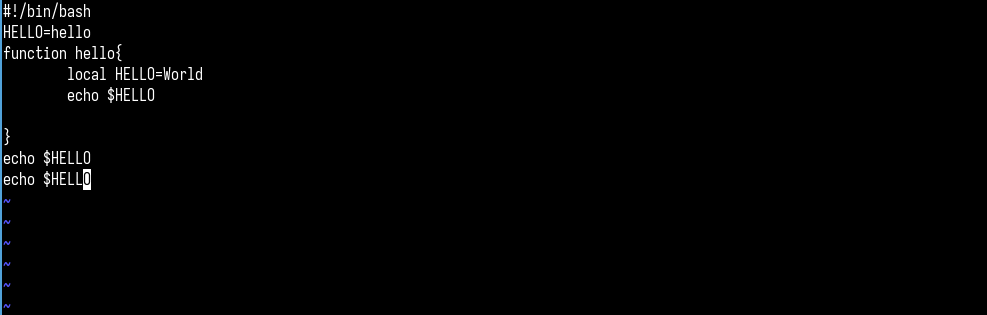 #!/bin/bash
HELLO=hello
function hello{
        local HELLO=World
        echo $HELLO

}
echo $HELLO
echo $HELLO
~
~
~
~
~
~